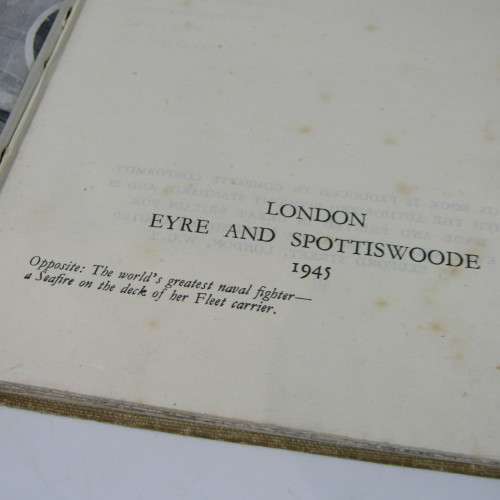 LONDON
EYRE AND SPOTTISWOODE
1945
Opposite: The world's greatest naval fighter—
a Seafire on the deck of her Fleet carrier.